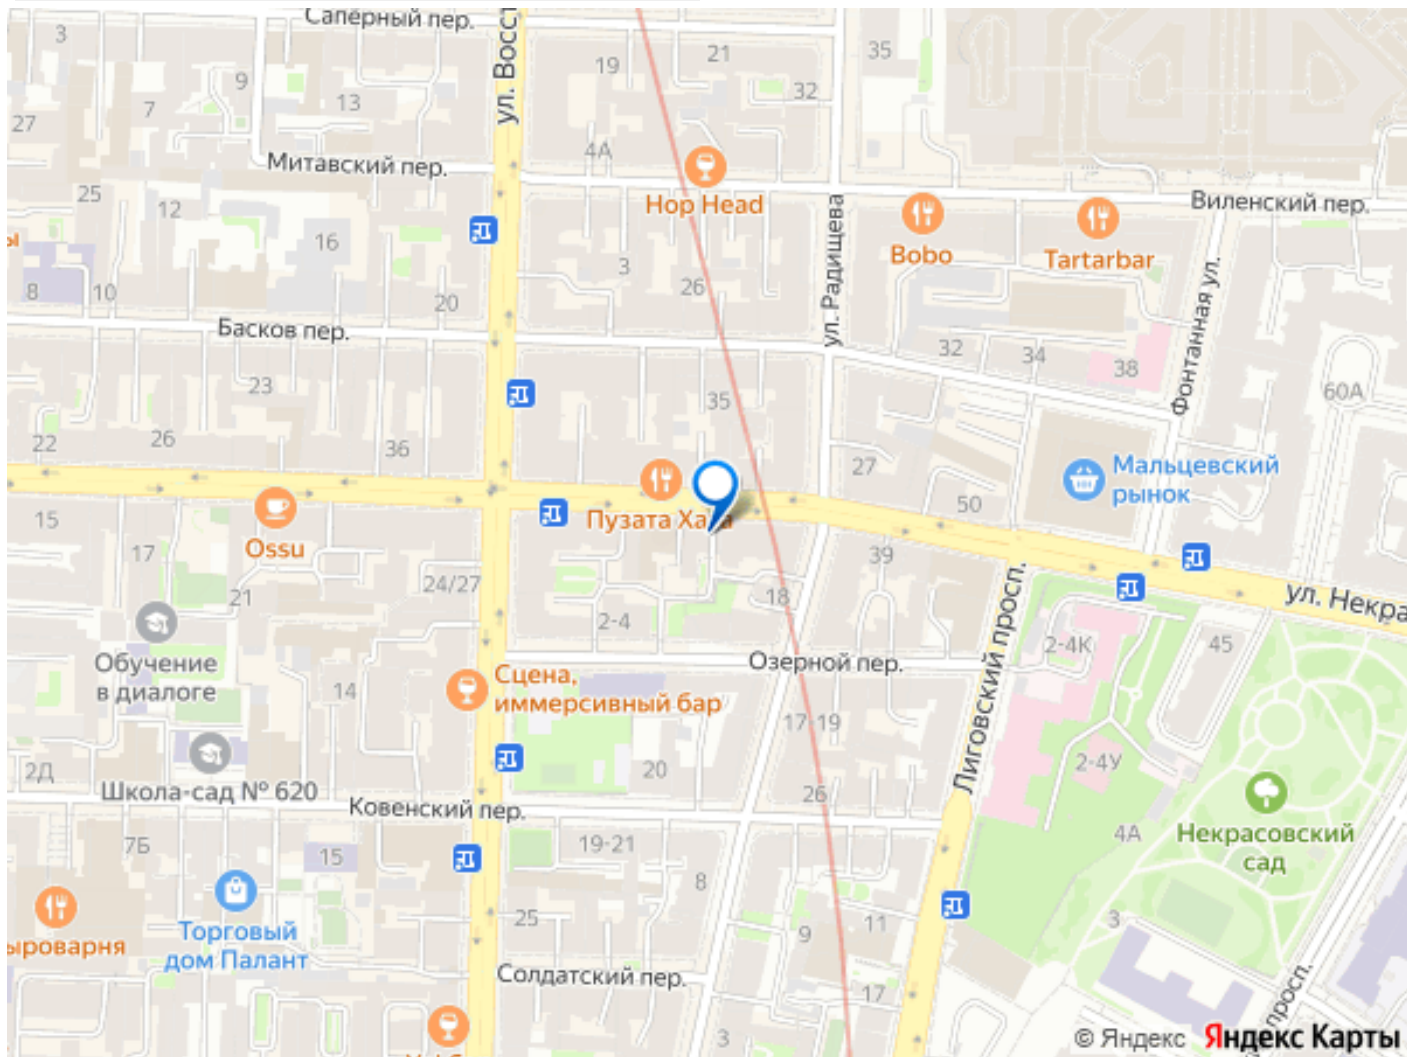 Сапёрный пер.
3
ул. Восст
19
21
35
9
13
7
32
27
4А
Митавский пер.
Hop Head
Виленский пер.
25
12
ул. Радищева
Bobo
Tartarbar
ы
16
3
26
8
10
20
Фонтанная ул.
Басков пер.
32
34
38
23
35
60А
22
26
36
27
Мальцевский
рынок
50
15
Пузата Хата
Ossu
17
39
24/27
21
18
ул. Некра
2-4
2-4К
45
Обучение
в диалоге
Озерной пер.
Лиговский просп.
Сцена,
иммерсивный бар
14
17-19
2Д
20
2-4У
Школа-сад № 620
26
Ковенский пер.
Некрасовский
сад
7Б
15
19-21
4А
8
25
11
3
Торговый
дом Палант
ыроварня
9
Солдатский пер.
17
просп.
3
© Яндекс Яндекс Карты